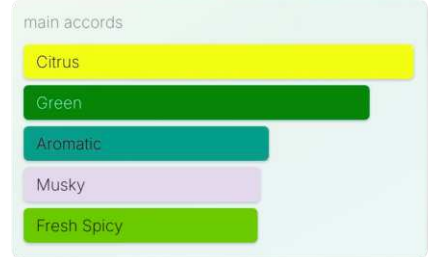 main accords
Citrus
Green
Aromatic
Musky
Fresh Spicy